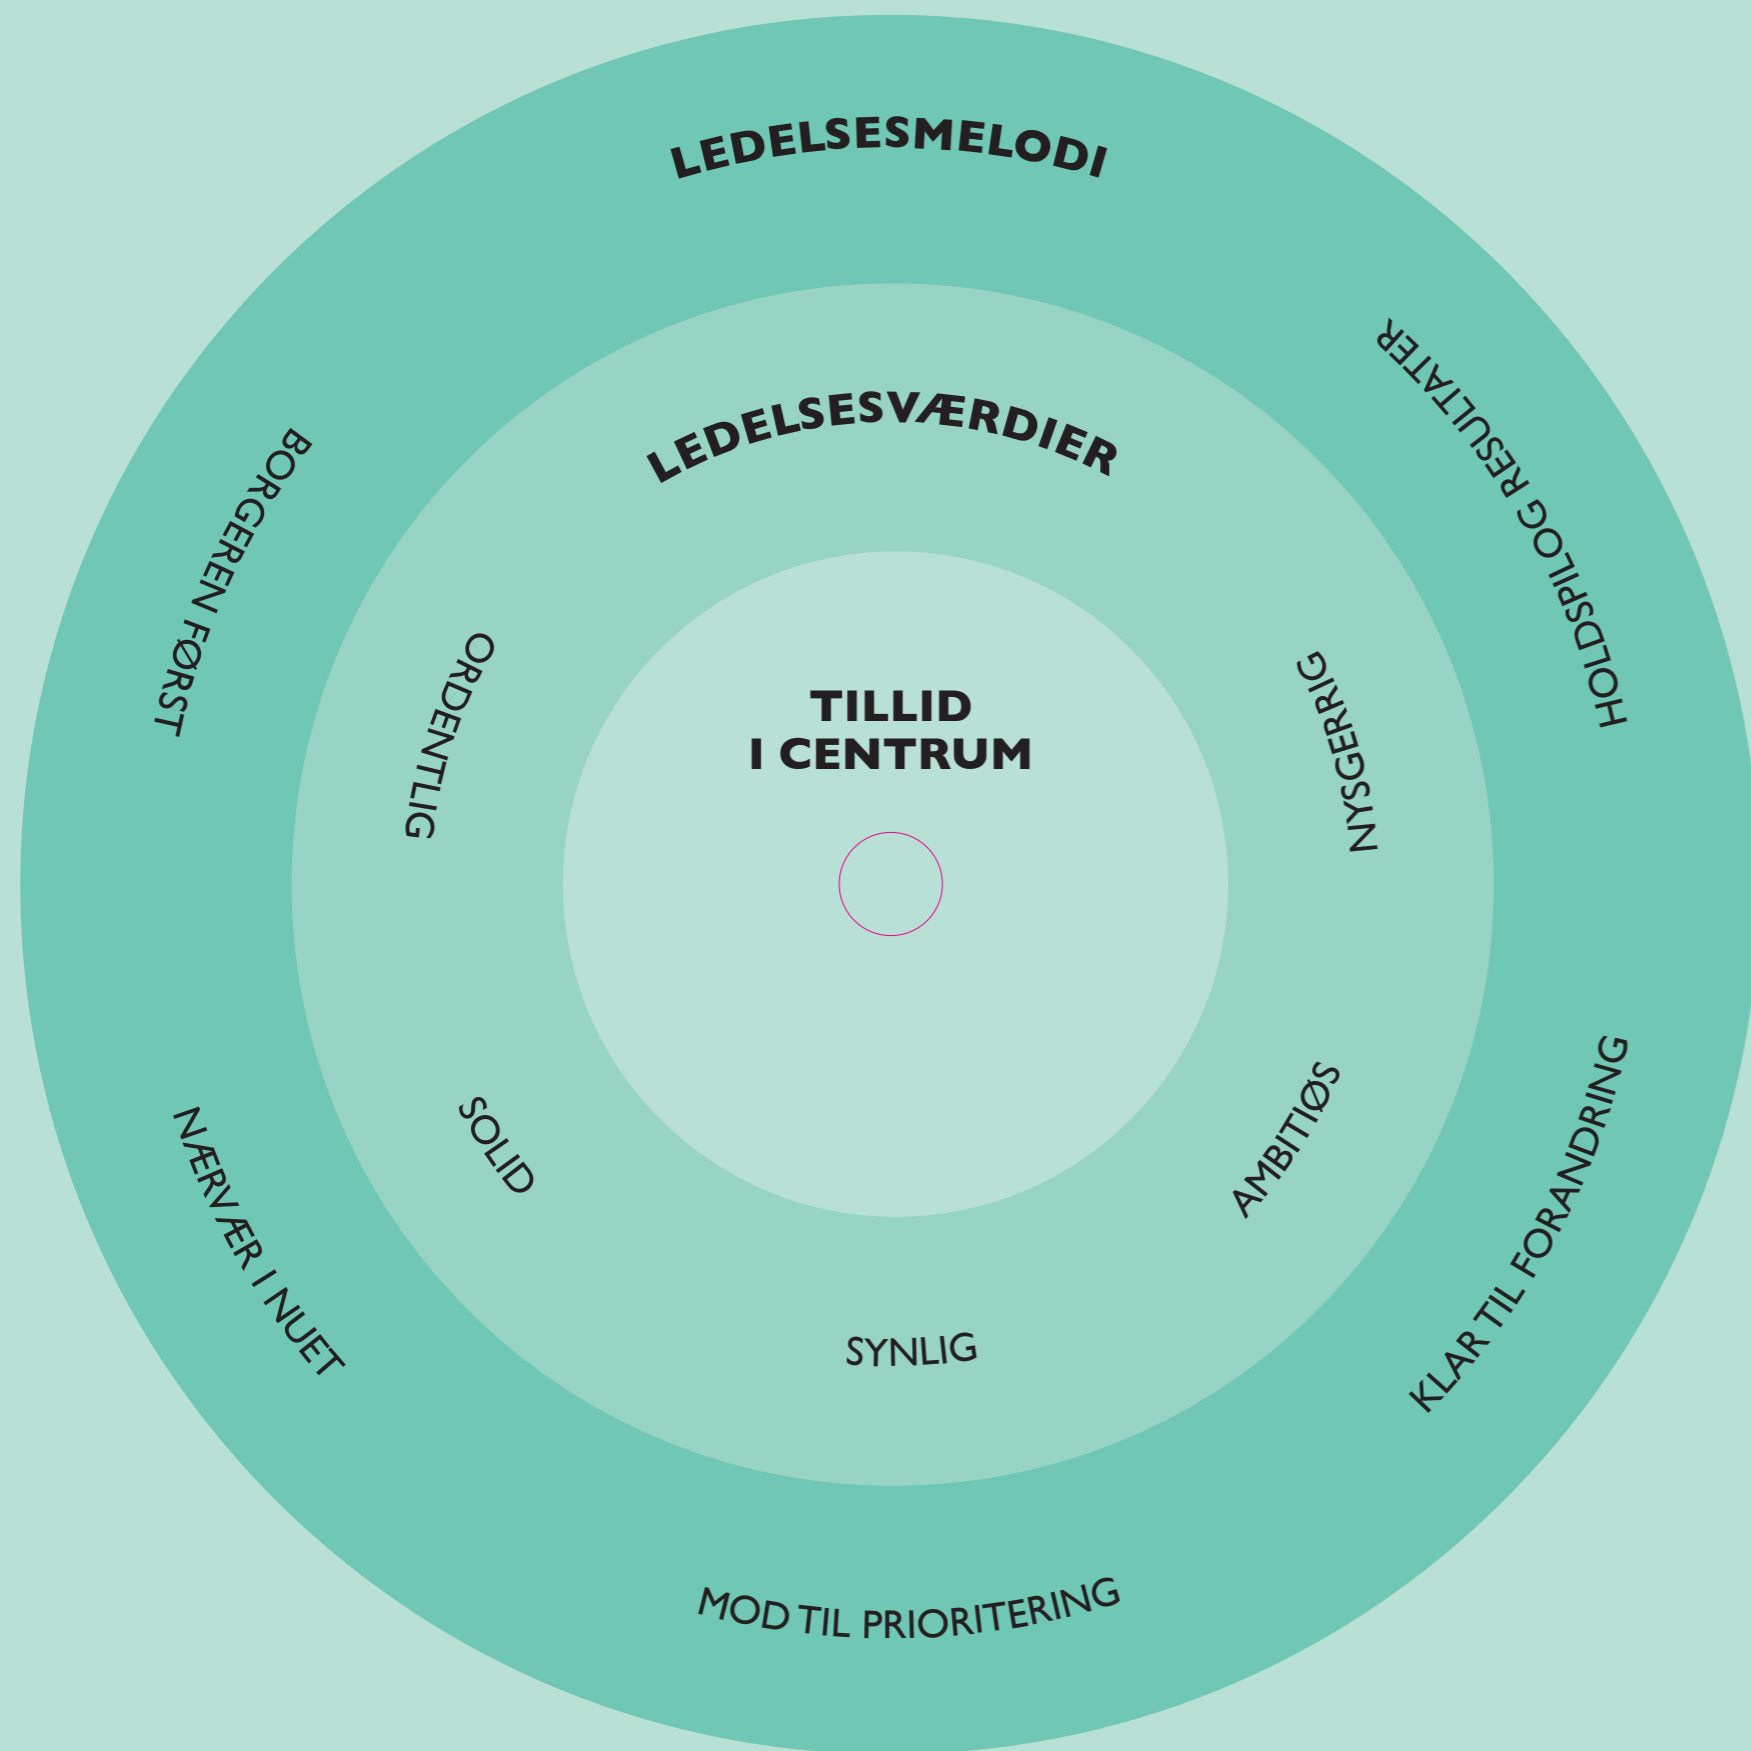 LEDELSESMELODI
BORGEREN FØRST
NÆRVÆR I NUET
MOD TIL PRIORITERING
KLAR TIL FORANDRING
HOLDSPIL OG RESULTATER
LEDELSESVÆRDIER
ORDENTLIG
SOLID
SYNLIG
AMBITIØS
NYSGERRIG
TILLID
I CENTRUM